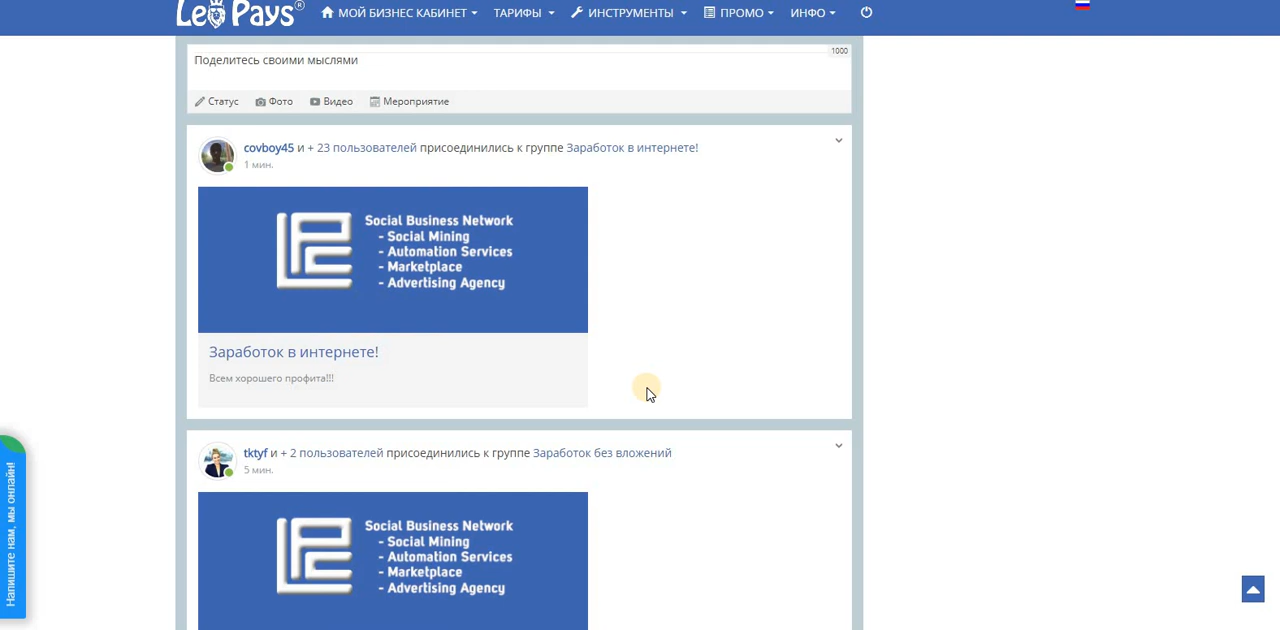 LeoPays®
МОЙ БИЗНЕС КАБИНЕТ ТАРИФЫ ИНСТРУМЕНТЫ ПРОМО ИНФО
1000
Поделитесь своими мыслями
Статус Фото Видео Мероприятие
covboy45 и + 23 пользователей присоединились к группе Заработок в интернете!
1 мин.
Social Business Network
- Social Mining
- Automation Services
- Marketplace
- Advertising Agency
Заработок в интернете!
Всем хорошего профита!!!
tktyf и + 2 пользователей присоединились к группе Заработок без вложений
5 мин.
Social Business Network
- Social Mining
- Automation Services
- Marketplace
- Advertising Agency
Напишите нам, мы онлайн!